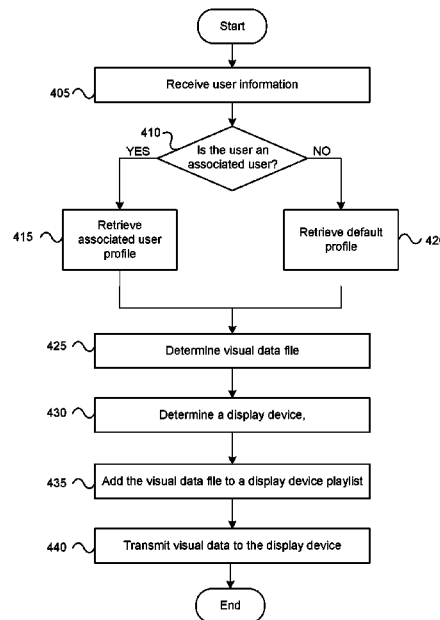 Start
405
Receive user information
410
Is the user an
associated user?
YES
NO
415
Retrieve
associated user
profile
Retrieve default
profile
420
425
Determine visual data file
430
Determine a display device,
435
Add the visual data file to a display device playlist
440
Transmit visual data to the display device
End